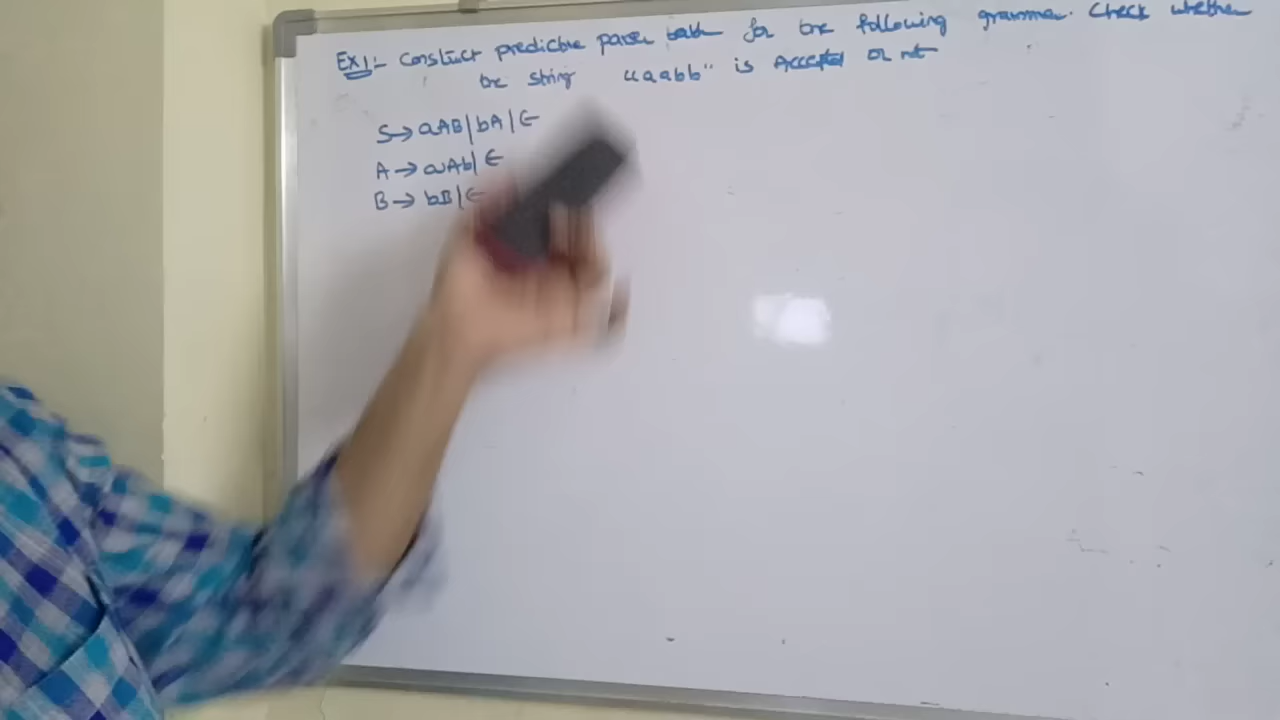 Ex1:- Construct predictive parser table for the following grammar. Check whether
the string "aabb" is Accepted or not
S→aAB|bA|ϵ
A→aAb|ϵ
B→bB|ϵ